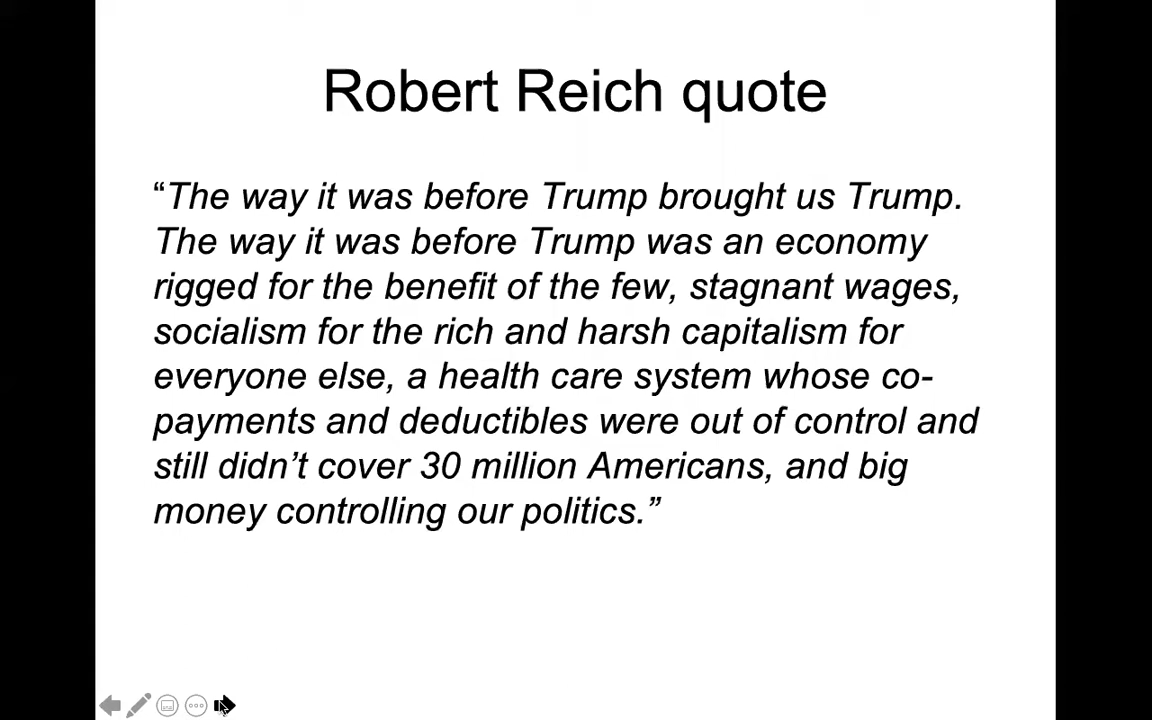 Robert Reich quote
“The way it was before Trump brought us Trump.
The way it was before Trump was an economy
rigged for the benefit of the few, stagnant wages,
socialism for the rich and harsh capitalism for
everyone else, a health care system whose co-
payments and deductibles were out of control and
still didn’t cover 30 million Americans, and big
money controlling our politics.”